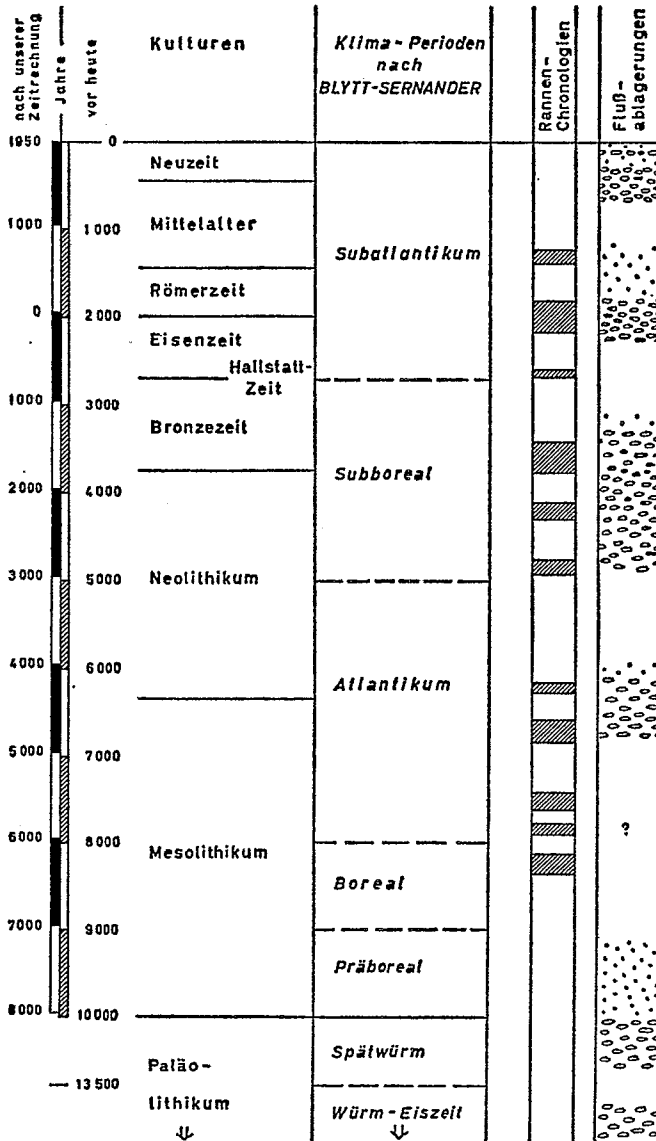 nach unserer
Zeitrechnung
Jahre
vor heute
Kulturen
Klima-Perioden
nach
BLYTT-SERNANDER
Rannen-
Chronologien
Fluß-
ablagerungen
1950
0
Neuzeit
1000
1000
Mittelalter
Subatlantikum
Römerzeit
0
2000
Eisenzeit
Hallstatt-
Zeit
1000
3000
Bronzezeit
Subboreal
2000
4000
3000
5000
Neolithikum
4000
6000
Atlantikum
5000
7000
6000
8000
?
Mesolithikum
Boreal
7000
9000
Präboreal
8000
10000
Spätwürm
Paläo-
13500
lithikum
Würm-Eiszeit